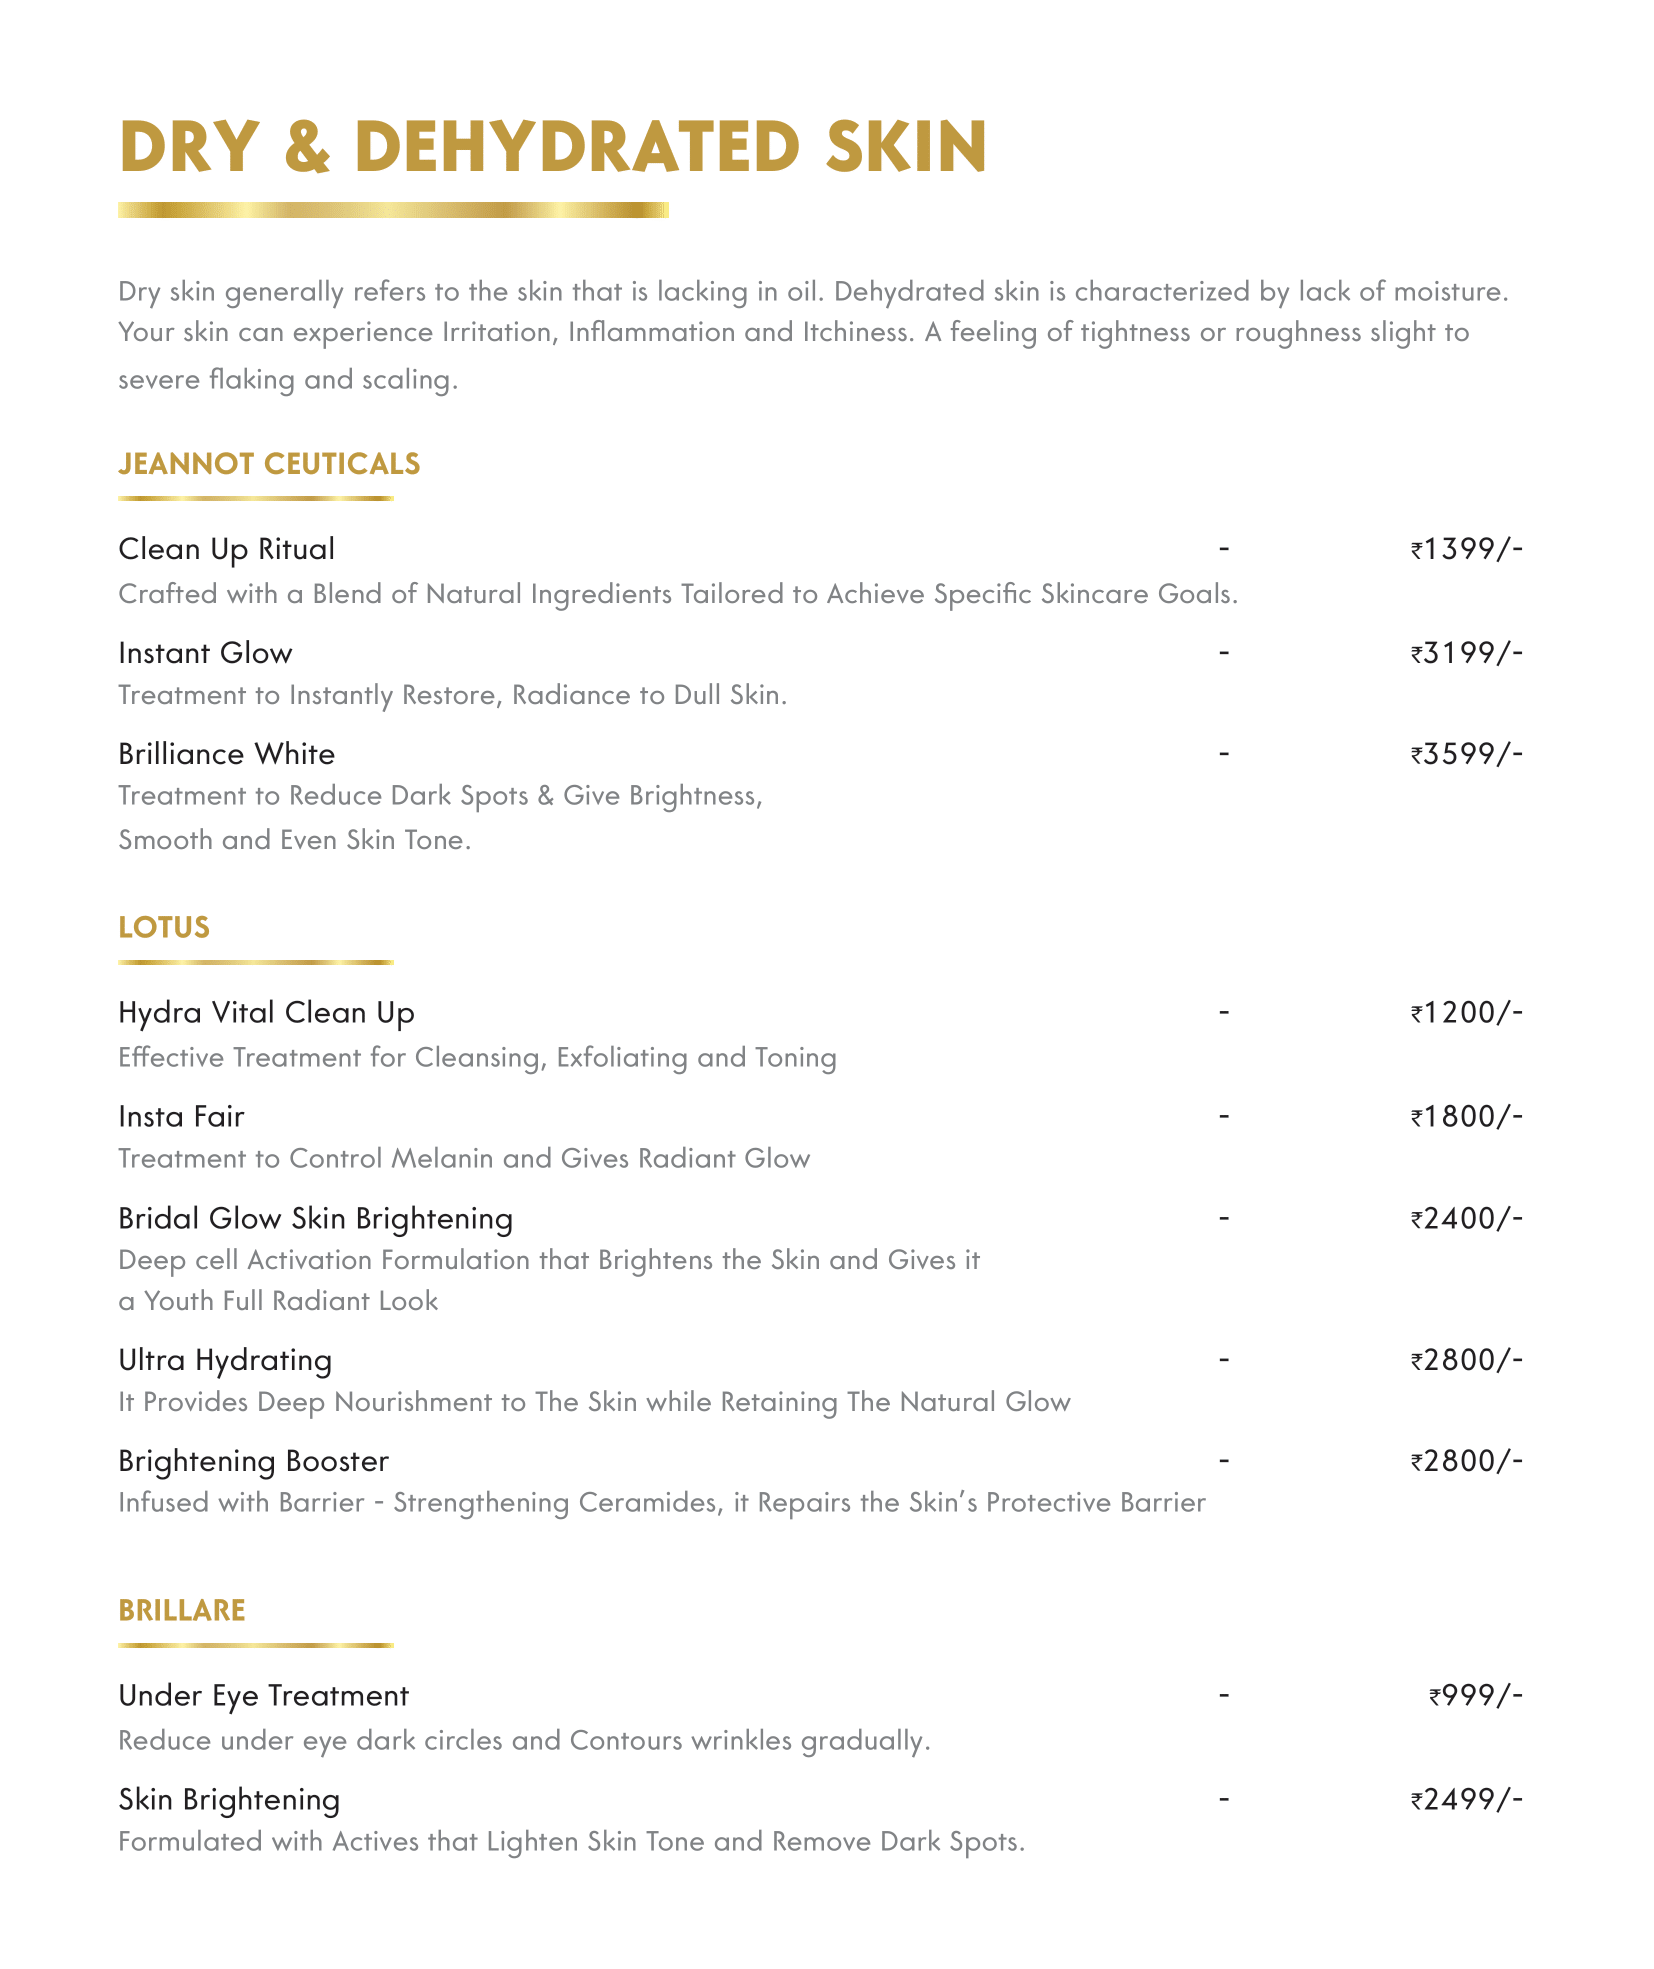 DRY & DEHYDRATED SKIN
Dry skin generally refers to the skin that is lacking in oil. Dehydrated skin is characterized by lack of moisture.
Your skin can experience Irritation, Inflammation and Itchiness. A feeling of tightness or roughness slight to
severe flaking and scaling.
JEANNOT CEUTICALS
Clean Up Ritual - ₹1399/-
Crafted with a Blend of Natural Ingredients Tailored to Achieve Specific Skincare Goals.
Instant Glow - ₹3199/-
Treatment to Instantly Restore, Radiance to Dull Skin.
Brilliance White - ₹3599/-
Treatment to Reduce Dark Spots & Give Brightness,
Smooth and Even Skin Tone.
LOTUS
Hydra Vital Clean Up - ₹1200/-
Effective Treatment for Cleansing, Exfoliating and Toning
Insta Fair - ₹1800/-
Treatment to Control Melanin and Gives Radiant Glow
Bridal Glow Skin Brightening - ₹2400/-
Deep cell Activation Formulation that Brightens the Skin and Gives it
a Youth Full Radiant Look
Ultra Hydrating - ₹2800/-
It Provides Deep Nourishment to The Skin while Retaining The Natural Glow
Brightening Booster - ₹2800/-
Infused with Barrier - Strengthening Ceramides, it Repairs the Skin’s Protective Barrier
BRILLARE
Under Eye Treatment - ₹999/-
Reduce under eye dark circles and Contours wrinkles gradually.
Skin Brightening - ₹2499/-
Formulated with Actives that Lighten Skin Tone and Remove Dark Spots.